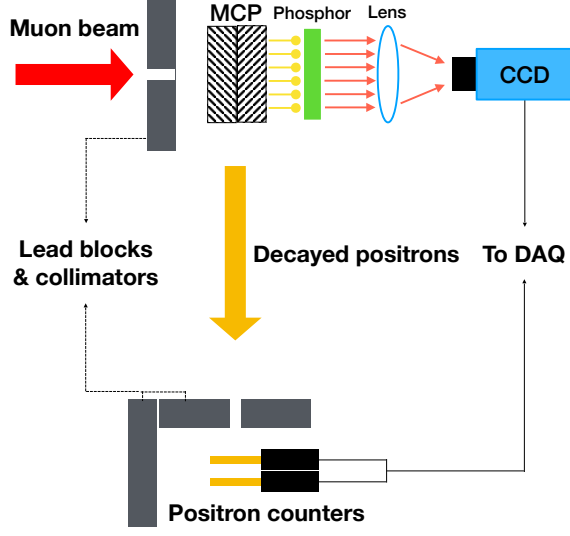 Muon beam
MCP
Phosphor
Lens
CCD
Lead blocks
& collimators
Decayed positrons
To DAQ
Positron counters